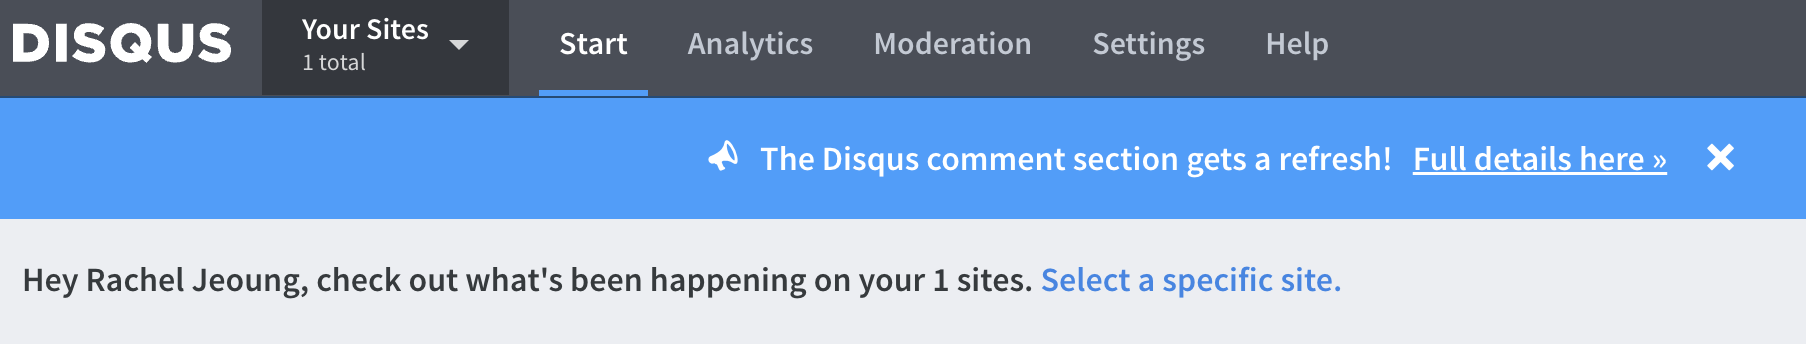 DISQUS
Your Sites
1 total
Start Analytics Moderation Settings Help
The Disqus comment section gets a refresh! Full details here »
Hey Rachel Jeoung, check out what's been happening on your 1 sites. Select a specific site.